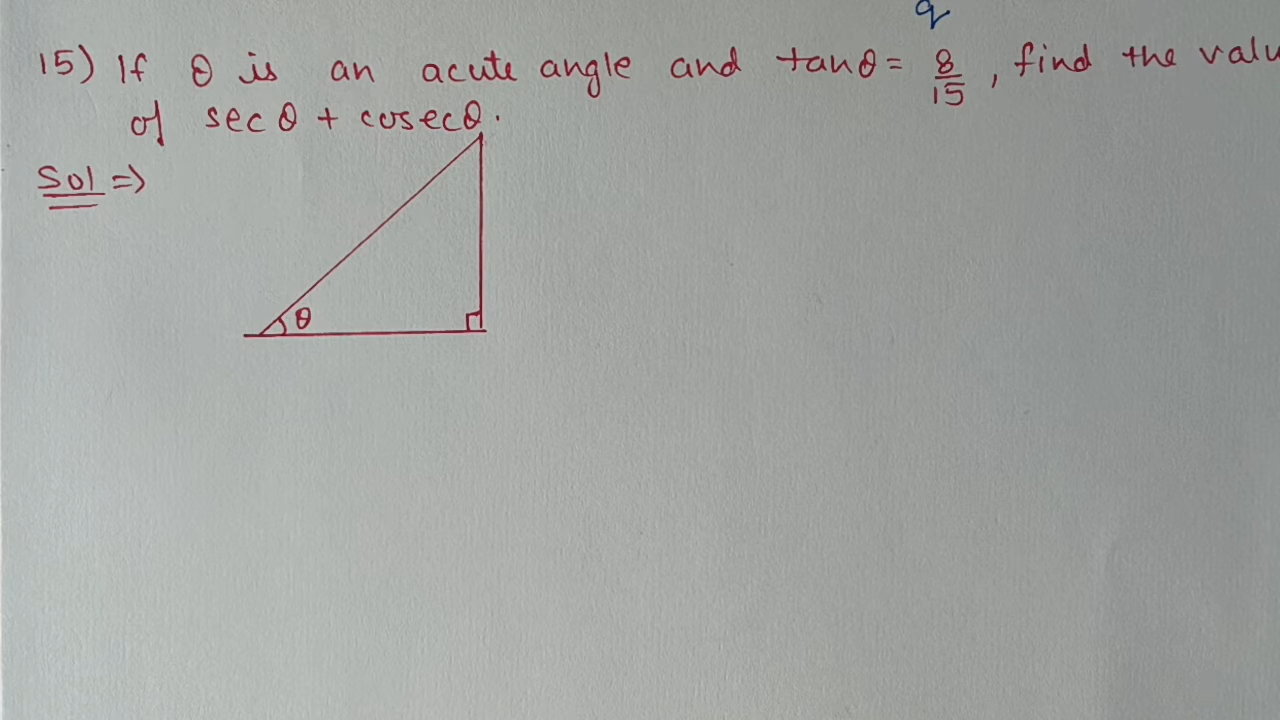 q
15) If θ is an acute angle and tanθ = 8/15, find the valu
of secθ + cosecθ.
Sol =>
θ